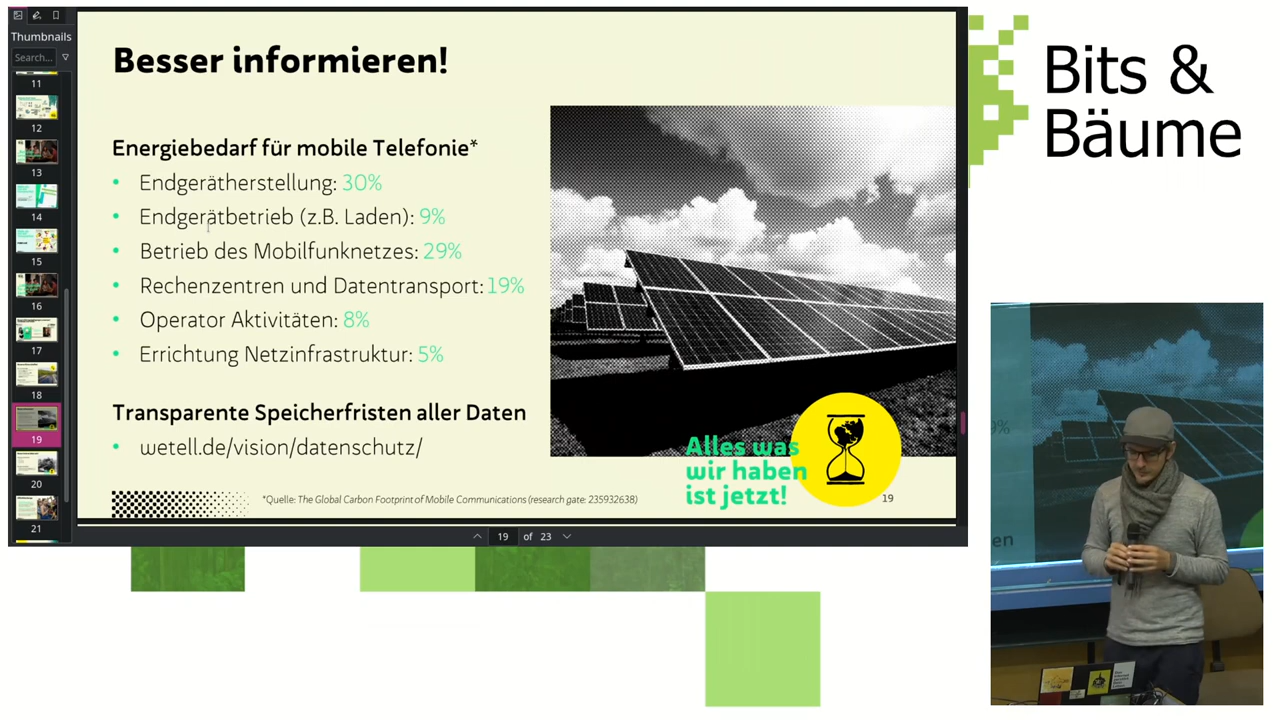 Thumbnails
Search...
11
12
13
14
15
16
17
18
19
20
21
Besser informieren!
Energiebedarf für mobile Telefonie*
• Endgerätherstellung: 30%
• Endgerätbetrieb (z.B. Laden): 9%
• Betrieb des Mobilfunknetzes: 29%
• Rechenzentren und Datentransport: 19%
• Operator Aktivitäten: 8%
• Errichtung Netzinfrastruktur: 5%
Transparente Speicherfristen aller Daten
• wetell.de/vision/datenschutz/
Alles was
wir haben
ist jetzt!
*Quelle: The Global Carbon Footprint of Mobile Communications (research gate: 235932638)
19
19 of 23
Bits &
Bäume
9%
en